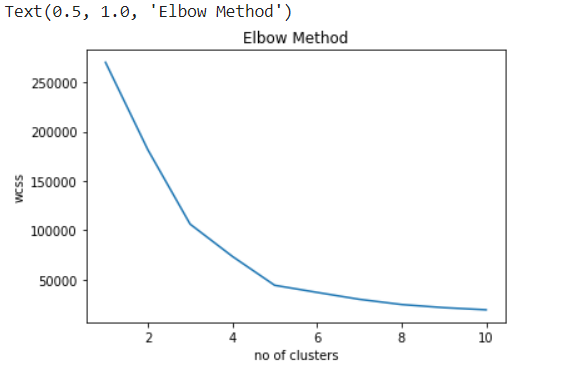 Text(0.5, 1.0, 'Elbow Method')
Elbow Method
250000
200000
150000
100000
50000
wcss
2 4 6 8 10
no of clusters